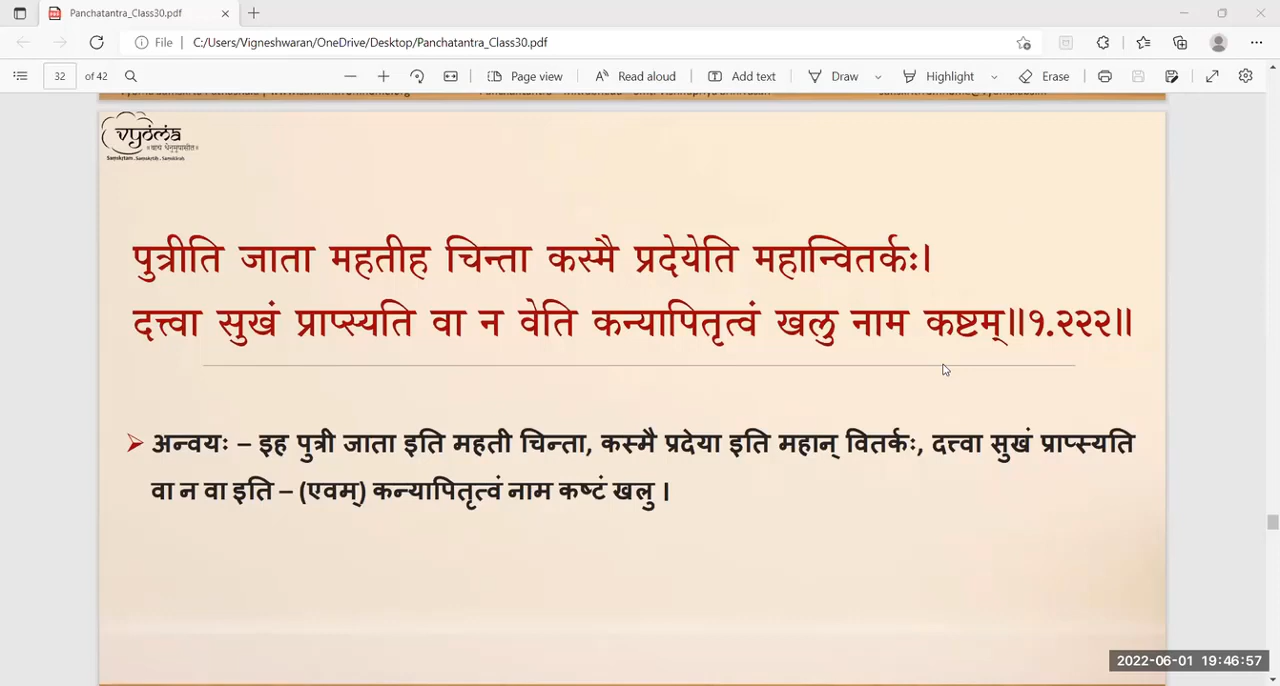 Panchatantra_Class30.pdf
File C:/Users/Vigneshwaran/OneDrive/Desktop/Panchatantra_Class30.pdf
32 of 42 Page view Read aloud Add text Draw Highlight Erase
vyoma
Samskrtam . Samskriti . Samskaara
पुत्रीति जाता महतीह चिन्ता कस्मै प्रदेयेति महान्वितर्कः।
दत्त्वा सुखं प्राप्स्यति वा न वेति कन्यापितृत्वं खलु नाम कष्टम्॥१.२२२॥
अन्वयः – इह पुत्री जाता इति महती चिन्ता, कस्मै प्रदेया इति महान् वितर्कः, दत्त्वा सुखं प्राप्स्यति
वा न वा इति – (एवम्) कन्यापितृत्वं नाम कष्टं खलु ।
2022-06-01 19:46:57